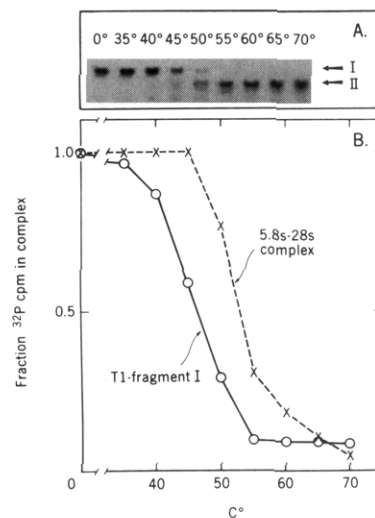 A.
0° 35° 40° 45° 50° 55° 60° 65° 70°
I
II
B.
1.0
0.5
Fraction ³²P cpm in complex
5.8s-28s
complex
T1-fragment I
0 40 50 60 70
C°